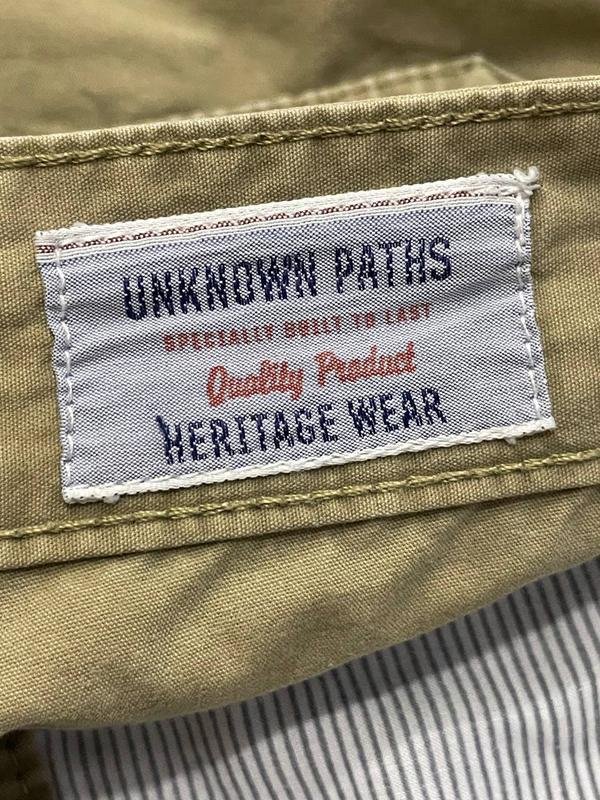 UNKNOWN PATHS
SPECIALLY BUILT TO LAST
Quality Product
HERITAGE WEAR